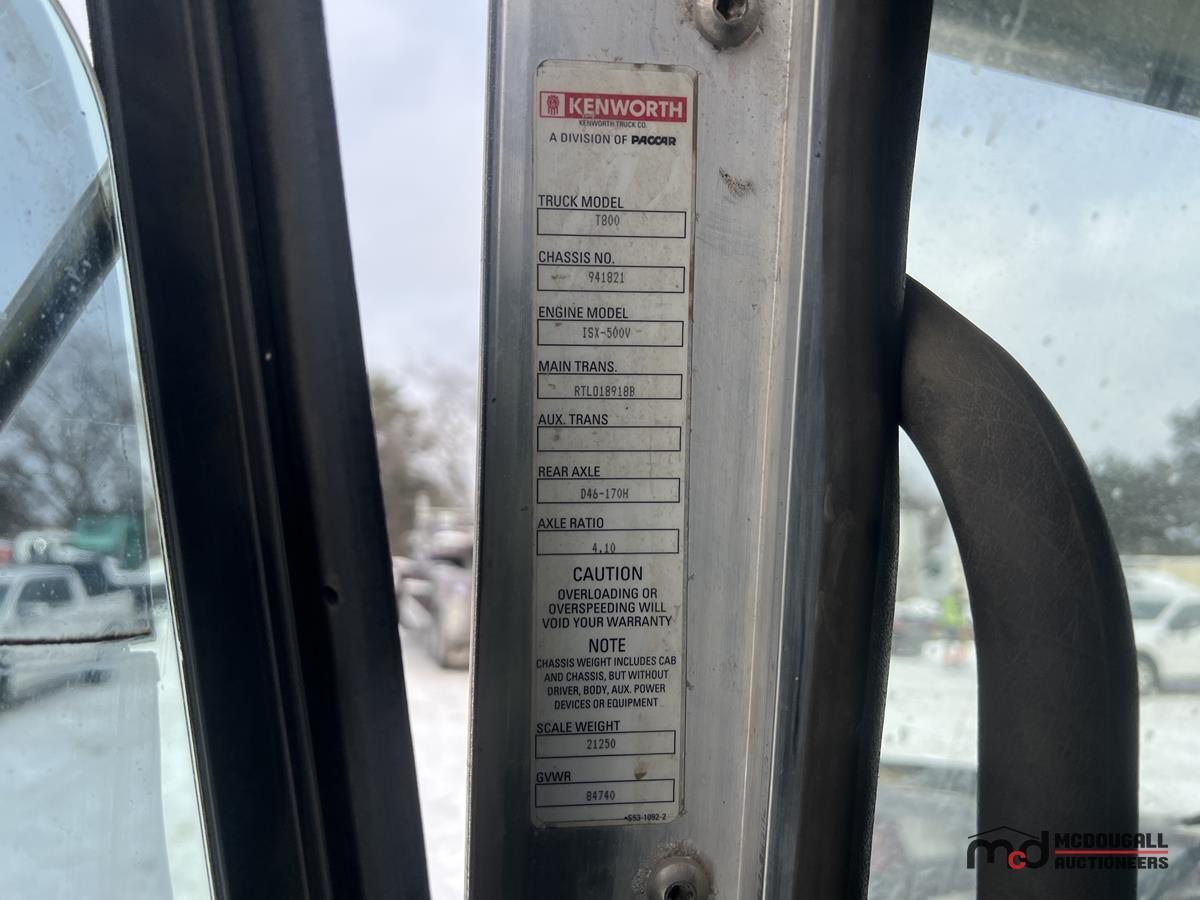 KENWORTH
KENWORTH TRUCK CO.
A DIVISION OF PACCAR
TRUCK MODEL
T800
CHASSIS NO.
941821
ENGINE MODEL
ISX-500V
MAIN TRANS.
RTLO18918B
AUX. TRANS
REAR AXLE
D46-170H
AXLE RATIO
4.10
CAUTION
OVERLOADING OR
OVERSPEEDING WILL
VOID YOUR WARRANTY
NOTE
CHASSIS WEIGHT INCLUDES CAB
AND CHASSIS, BUT WITHOUT
DRIVER, BODY, AUX. POWER
DEVICES OR EQUIPMENT
SCALE WEIGHT
21250
GVWR
84740
*S53-1092-2
mcd MCDOUGALL
AUCTIONEERS